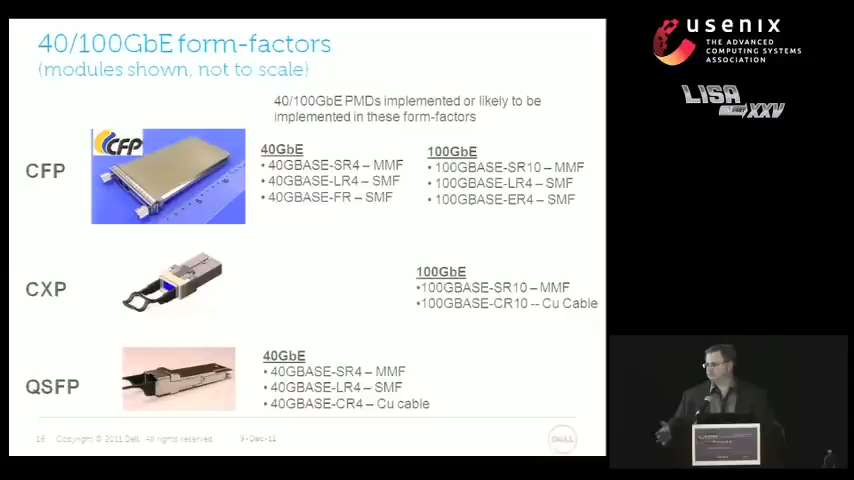 40/100GbE form-factors
(modules shown, not to scale)
40/100GbE PMDs implemented or likely to be
implemented in these form-factors
CFP
CFP
40GbE
• 40GBASE-SR4 – MMF
• 40GBASE-LR4 – SMF
• 40GBASE-FR – SMF
100GbE
• 100GBASE-SR10 – MMF
• 100GBASE-LR4 – SMF
• 100GBASE-ER4 – SMF
CXP
100GbE
•100GBASE-SR10 – MMF
•100GBASE-CR10 -- Cu Cable
QSFP
40GbE
• 40GBASE-SR4 – MMF
• 40GBASE-LR4 – SMF
• 40GBASE-CR4 – Cu cable
Copyright © 2011 Dell. All rights reserved.
9-Dec-11
DELL
usenix
THE ADVANCED
COMPUTING SYSTEMS
ASSOCIATION
LISA
XXV